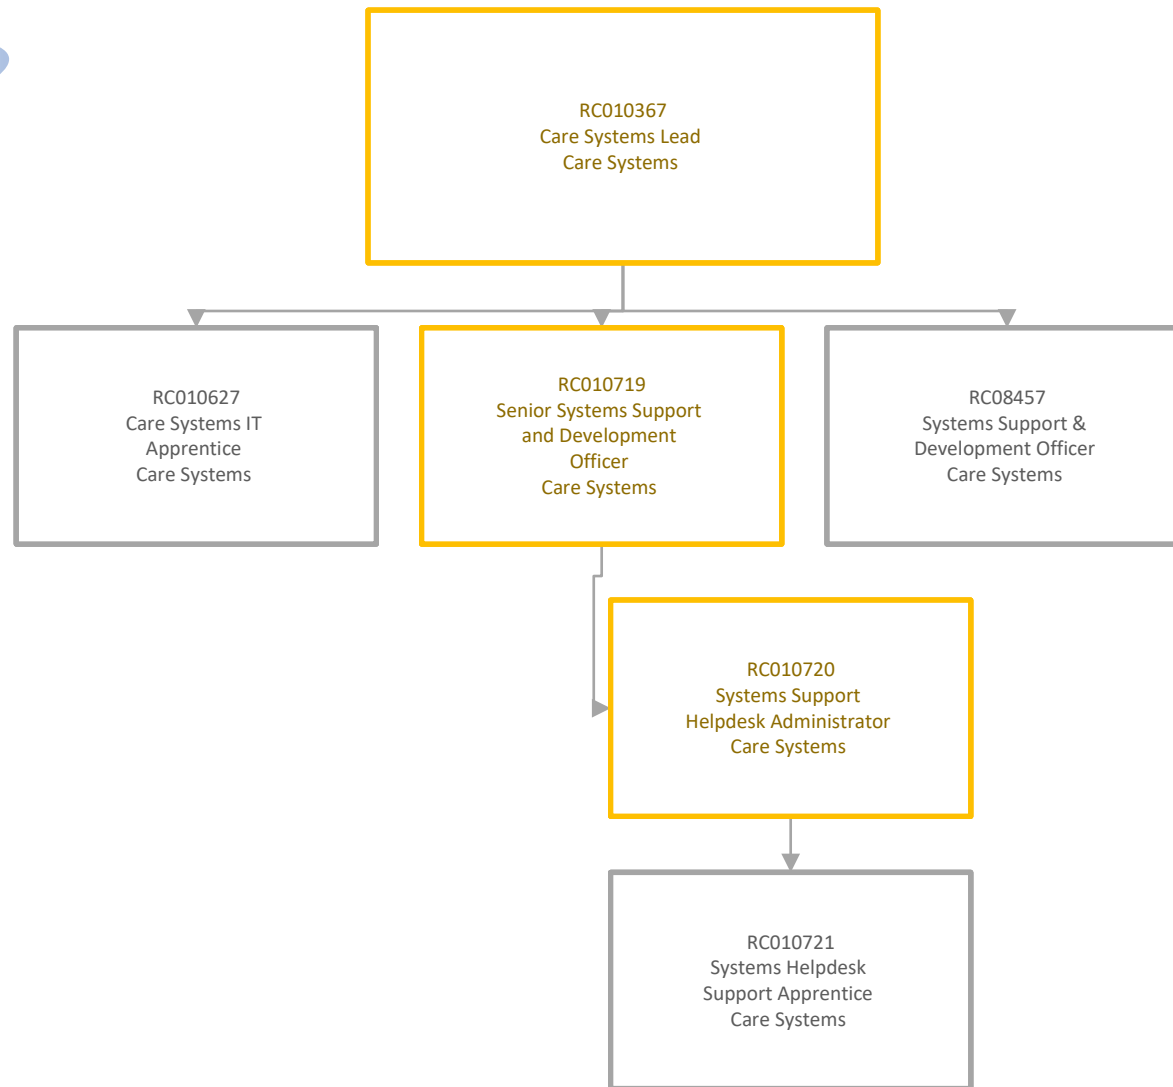 RC010367
Care Systems Lead
Care Systems
RC010627
Care Systems IT
Apprentice
Care Systems
RC010719
Senior Systems Support
and Development
Officer
Care Systems
RC08457
Systems Support &
Development Officer
Care Systems
RC010720
Systems Support
Helpdesk Administrator
Care Systems
RC010721
Systems Helpdesk
Support Apprentice
Care Systems